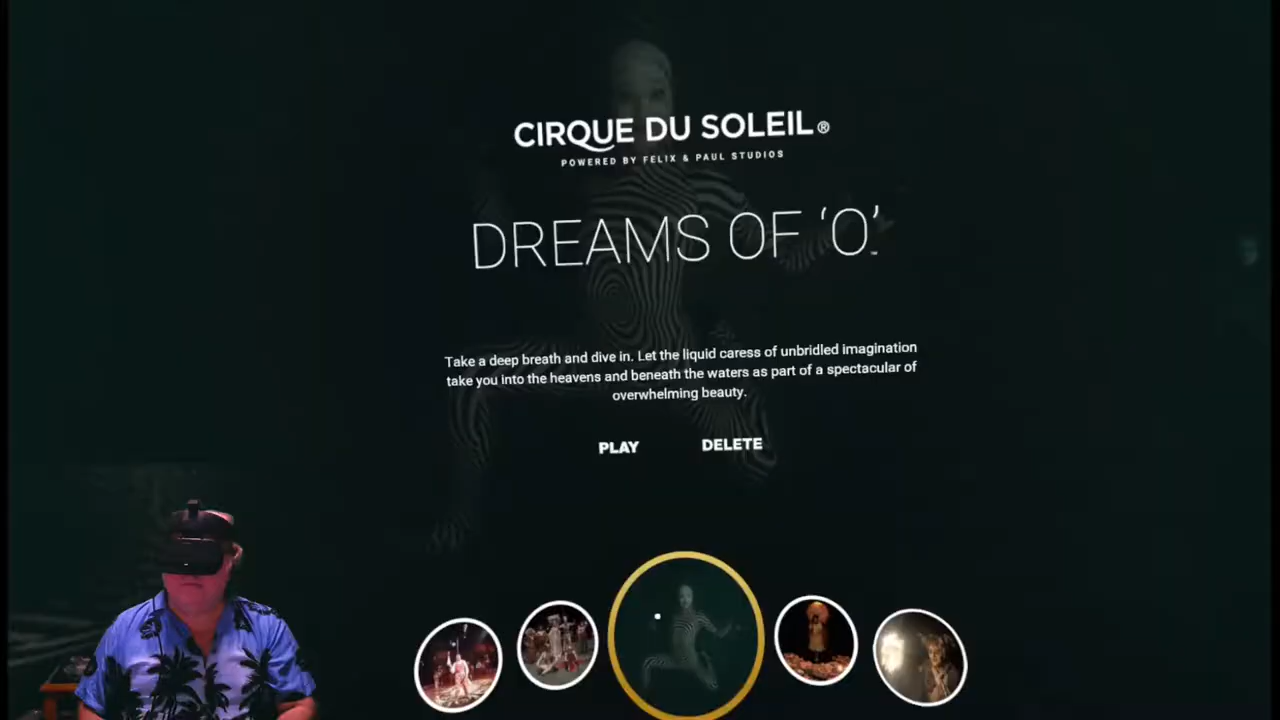 CIRQUE DU SOLEIL®
POWERED BY FELIX & PAUL STUDIOS
DREAMS OF ‘O’™
Take a deep breath and dive in. Let the liquid caress of unbridled imagination
take you into the heavens and beneath the waters as part of a spectacular of
overwhelming beauty.
PLAY DELETE